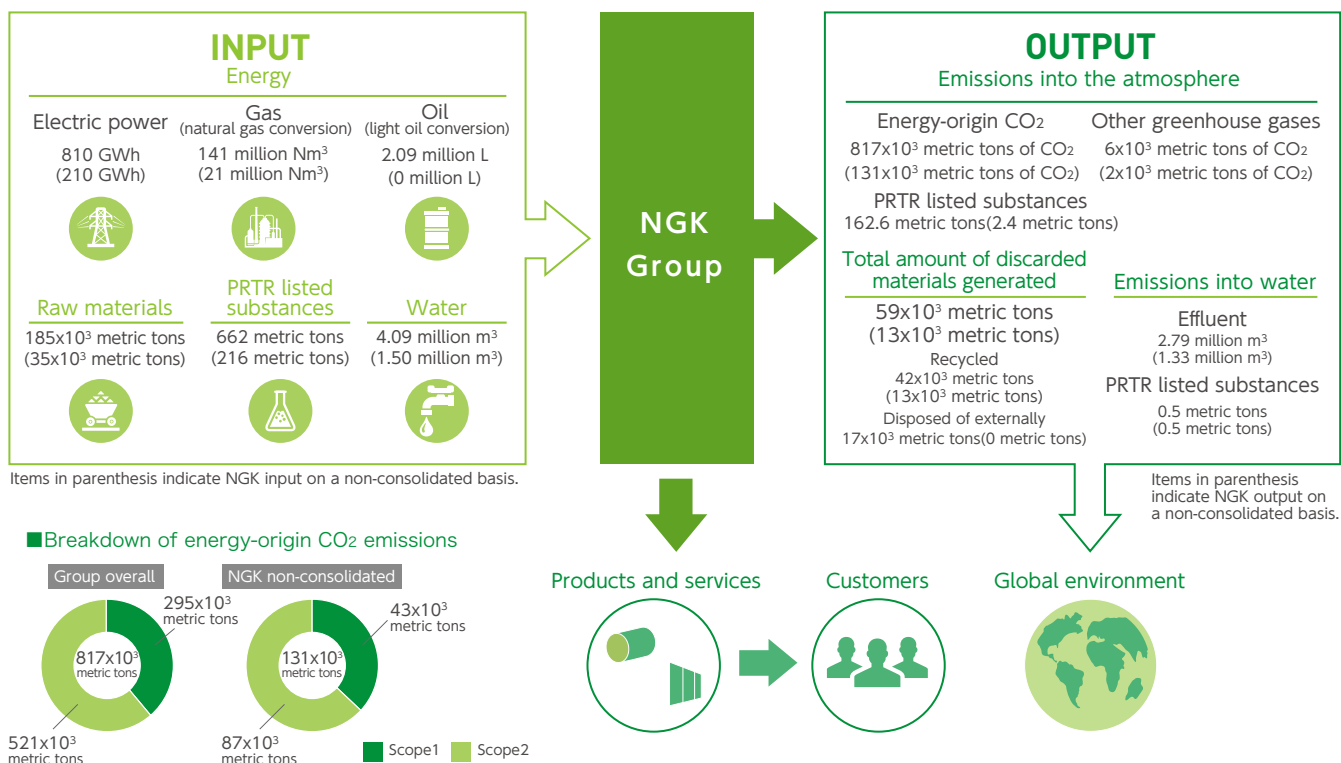 INPUT
Energy
Electric power
810 GWh
(210 GWh)
Gas
(natural gas conversion)
141 million Nm³
(21 million Nm³)
Oil
(light oil conversion)
2.09 million L
(0 million L)
Raw materials
185x10³ metric tons
(35x10³ metric tons)
PRTR listed
substances
662 metric tons
(216 metric tons)
Water
4.09 million m³
(1.50 million m³)
Items in parenthesis indicate NGK input on a non-consolidated basis.
NGK
Group
OUTPUT
Emissions into the atmosphere
Energy-origin CO₂
817x10³ metric tons of CO₂
(131x10³ metric tons of CO₂)
Other greenhouse gases
6x10³ metric tons of CO₂
(2x10³ metric tons of CO₂)
PRTR listed substances
162.6 metric tons(2.4 metric tons)
Total amount of discarded
materials generated
59x10³ metric tons
(13x10³ metric tons)
Recycled
42x10³ metric tons
(13x10³ metric tons)
Disposed of externally
17x10³ metric tons(0 metric tons)
Emissions into water
Effluent
2.79 million m³
(1.33 million m³)
PRTR listed substances
0.5 metric tons
(0.5 metric tons)
Items in parenthesis
indicate NGK output on
a non-consolidated basis.
■Breakdown of energy-origin CO₂ emissions
Group overall
295x10³
metric tons
817x10³
metric tons
521x10³
metric tons
NGK non-consolidated
43x10³
metric tons
131x10³
metric tons
87x10³
metric tons
Scope1
Scope2
Products and services
Customers
Global environment